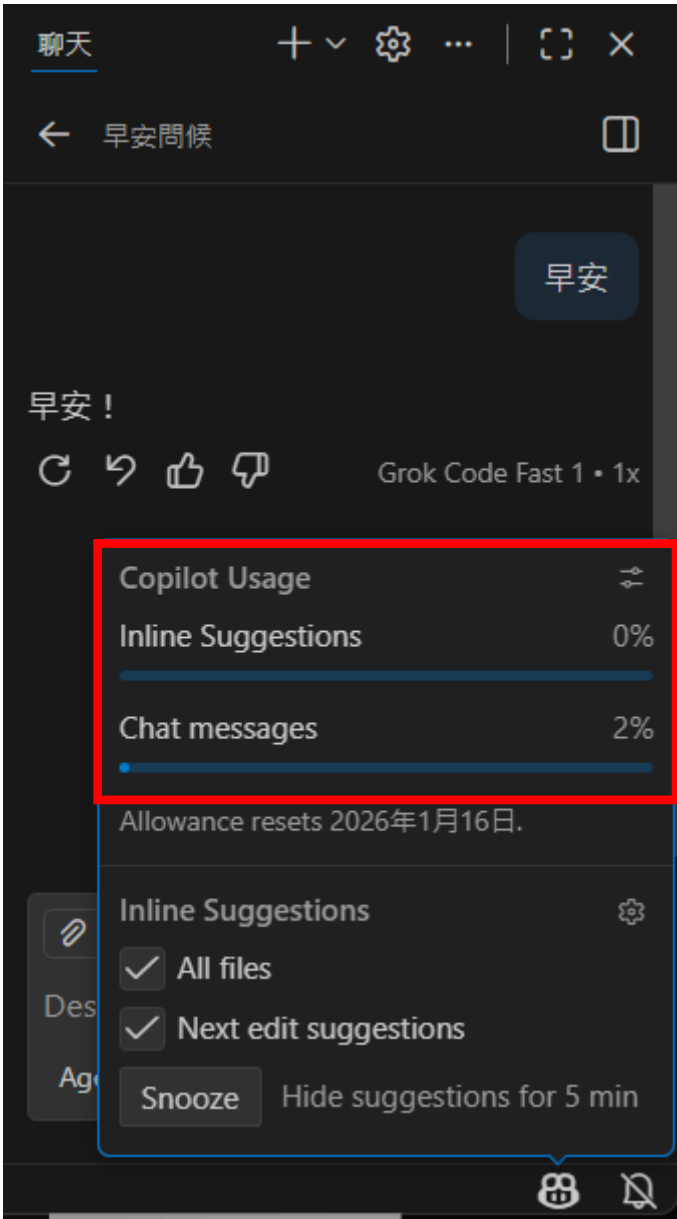 聊天
早安問候
早安
早安！
Grok Code Fast 1 • 1x
Copilot Usage
Inline Suggestions 0%
Chat messages 2%
Allowance resets 2026年1月16日.
Inline Suggestions
All files
Des
Next edit suggestions
Age
Snooze Hide suggestions for 5 min